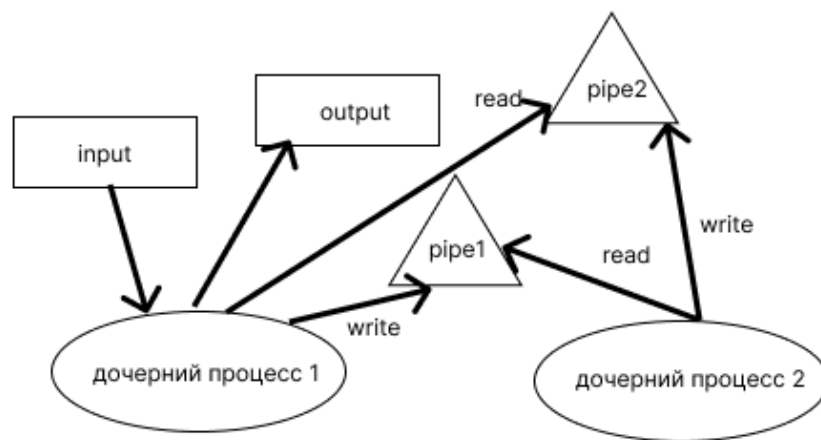 pipe2
read
output
input
write
pipe1
read
write
дочерний процесс 1
дочерний процесс 2